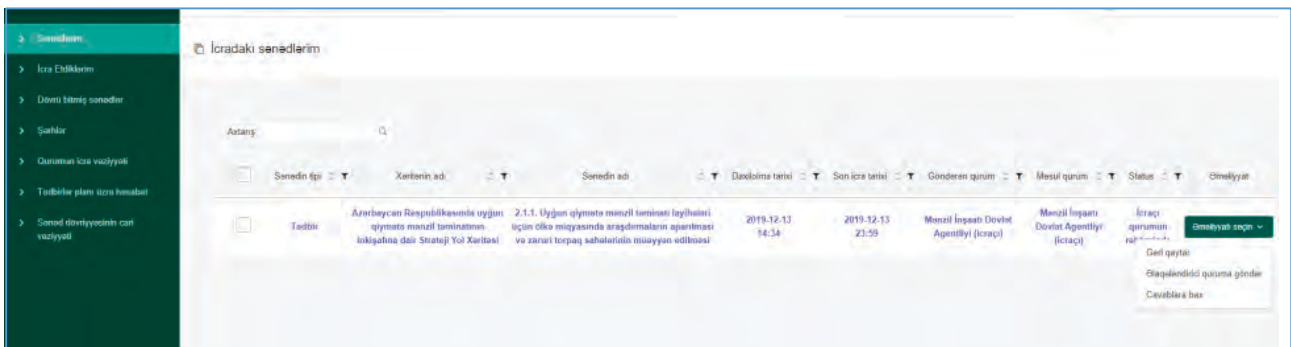 Sənədlərim
İcra Etdiklərim
Dövrü bitmiş sənədlər
Şərhlər
Qurumun icra vəziyyəti
Tədbirlər planı üzrə hesabat
Sənəd dövriyyəsinin cari
vəziyyəti
İcradakı sənədlərim
Axtarış
Sənədin tipi Xəritənin adı Sənədin adı Daxilolma tarixi Son icra tarixi Göndərən qurum Məsul qurum Status Əməliyyat
Azərbaycan Respublikasında uyğun 2.1.1. Uyğun qiymətə mənzil təminatı layihələri Mənzil İnşaatı İcraçı
Tədbir qiymətə mənzil təminatının üçün ölkə miqyasında araşdırmaların aparılması 2019-12-13 2019-12-13 Mənzil İnşaatı Dövlət Dövlət Agentliyi qurumun Əməliyyatı seçin
inkişafına dair Strateji Yol Xəritəsi və zəruri torpaq sahələrinin müəyyən edilməsi 14:34 23:59 Agentliyi (icraçı) (icraçı)
Geri qaytar
Əlaqələndirici quruma göndər
Cavablara bax